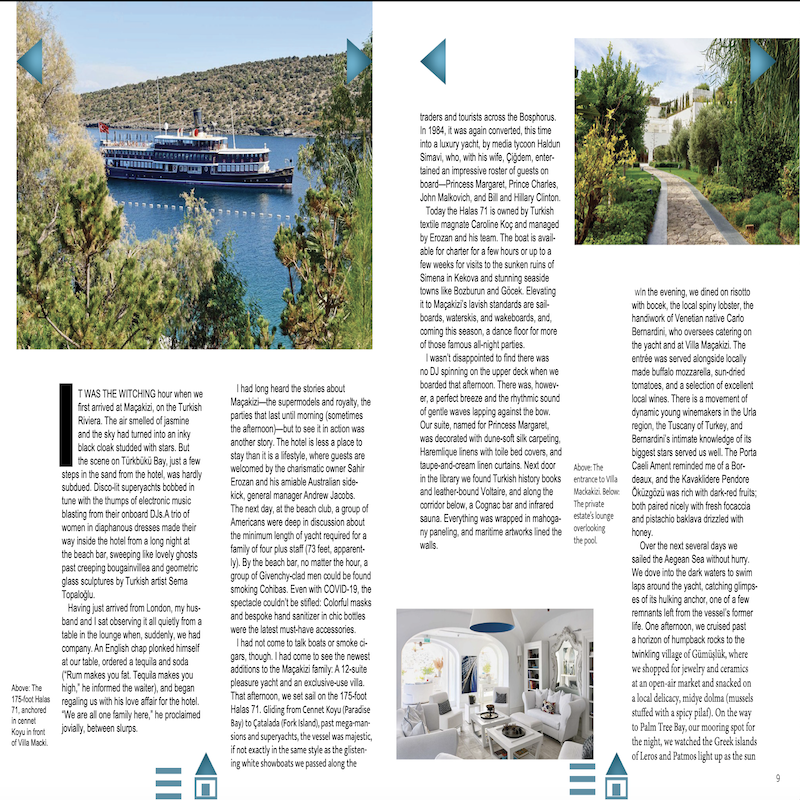 IT WAS THE WITCHING hour when we
first arrived at Maçakizi, on the Turkish
Riviera. The air smelled of jasmine
and the sky had turned into an inky
black cloak studded with stars. But
the scene on Türkbükü Bay, just a few
steps in the sand from the hotel, was hardly
subdued. Disco-lit superyachts bobbed in
tune with the thumps of electronic music
blasting from their onboard DJs.A trio of
women in diaphanous dresses made their
way inside the hotel from a long night at
the beach bar, sweeping like lovely ghosts
past creeping bougainvillea and geometric
glass sculptures by Turkish artist Sema
Topaloğlu.
Having just arrived from London, my hus-
band and I sat observing it all quietly from a
table in the lounge when, suddenly, we had
company. An English chap plonked himself
at our table, ordered a tequila and soda
("Rum makes you fat. Tequila makes you
high," he informed the waiter), and began
regaling us with his love affair for the hotel.
"We are all one family here," he proclaimed
jovially, between slurps.
Above: The
175-foot Halas
71, anchored
in cennet
Koyu in front
of Villa Macki.
I had long heard the stories about
Maçakizi—the supermodels and royalty, the
parties that last until morning (sometimes
the afternoon)—but to see it in action was
another story. The hotel is less a place to
stay than it is a lifestyle, where guests are
welcomed by the charismatic owner Sahir
Erozan and his amiable Australian side-
kick, general manager Andrew Jacobs.
The next day, at the beach club, a group of
Americans were deep in discussion about
the minimum length of yacht required for a
family of four plus staff (73 feet, apparent-
ly). By the beach bar, no matter the hour, a
group of Givenchy-clad men could be found
smoking Cohibas. Even with COVID-19, the
spectacle couldn't be stifled: Colorful masks
and bespoke hand sanitizer in chic bottles
were the latest must-have accessories.
I had not come to talk boats or smoke ci-
gars, though. I had come to see the newest
additions to the Maçakizi family: A 12-suite
pleasure yacht and an exclusive-use villa.
That afternoon, we set sail on the 175-foot
Halas 71. Gliding from Cennet Koyu (Paradise
Bay) to Çatalada (Fork Island), past mega-man-
sions and superyachts, the vessel was majestic,
if not exactly in the same style as the glisten-
ing white showboats we passed along the
traders and tourists across the Bosphorus.
In 1984, it was again converted, this time
into a luxury yacht, by media tycoon Haldun
Simavi, who, with his wife, Çiğdem, enter-
tained an impressive roster of guests on
board—Princess Margaret, Prince Charles,
John Malkovich, and Bill and Hillary Clinton.
Today the Halas 71 is owned by Turkish
textile magnate Caroline Koç and managed
by Erozan and his team. The boat is avail-
able for charter for a few hours or up to a
few weeks for visits to the sunken ruins of
Simena in Kekova and stunning seaside
towns like Bozburun and Göcek. Elevating
it to Maçakizi's lavish standards are sail-
boards, waterskis, and wakeboards, and,
coming this season, a dance floor for more
of those famous all-night parties.
I wasn't disappointed to find there was
no DJ spinning on the upper deck when we
boarded that afternoon. There was, howev-
er, a perfect breeze and the rhythmic sound
of gentle waves lapping against the bow.
Our suite, named for Princess Margaret,
was decorated with dune-soft silk carpeting,
Haremlique linens with toile bed covers, and
taupe-and-cream linen curtains. Next door
in the library we found Turkish history books
and leather-bound Voltaire, and along the
corridor below, a Cognac bar and infrared
sauna. Everything was wrapped in mahoga-
ny paneling, and maritime artworks lined the
walls.
Above: The
entrance to Villa
Mackakizi. Below:
The private
estate's lounge
overlooking
the pool.
win the evening, we dined on risotto
with bocek, the local spiny lobster, the
handiwork of Venetian native Carlo
Bernardini, who oversees catering on
the yacht and at Villa Maçakizi. The
entrée was served alongside locally
made buffalo mozzarella, sun-dried
tomatoes, and a selection of excellent
local wines. There is a movement of
dynamic young winemakers in the Urla
region, the Tuscany of Turkey, and
Bernardini's intimate knowledge of its
biggest stars served us well. The Porta
Caeli Ament reminded me of a Bor-
deaux, and the Kavaklidere Pendore
Öküzgözü was rich with dark-red fruits;
both paired nicely with fresh focaccia
and pistachio baklava drizzled with
honey.
Over the next several days we
sailed the Aegean Sea without hurry.
We dove into the dark waters to swim
laps around the yacht, catching glimps-
es of its hulking anchor, one of a few
remnants left from the vessel's former
life. One afternoon, we cruised past
a horizon of humpback rocks to the
twinkling village of Gümüşlük, where
we shopped for jewelry and ceramics
at an open-air market and snacked on
a local delicacy, midye dolma (mussels
stuffed with a spicy pilaf). On the way
to Palm Tree Bay, our mooring spot for
the night, we watched the Greek islands
of Leros and Patmos light up as the sun
9